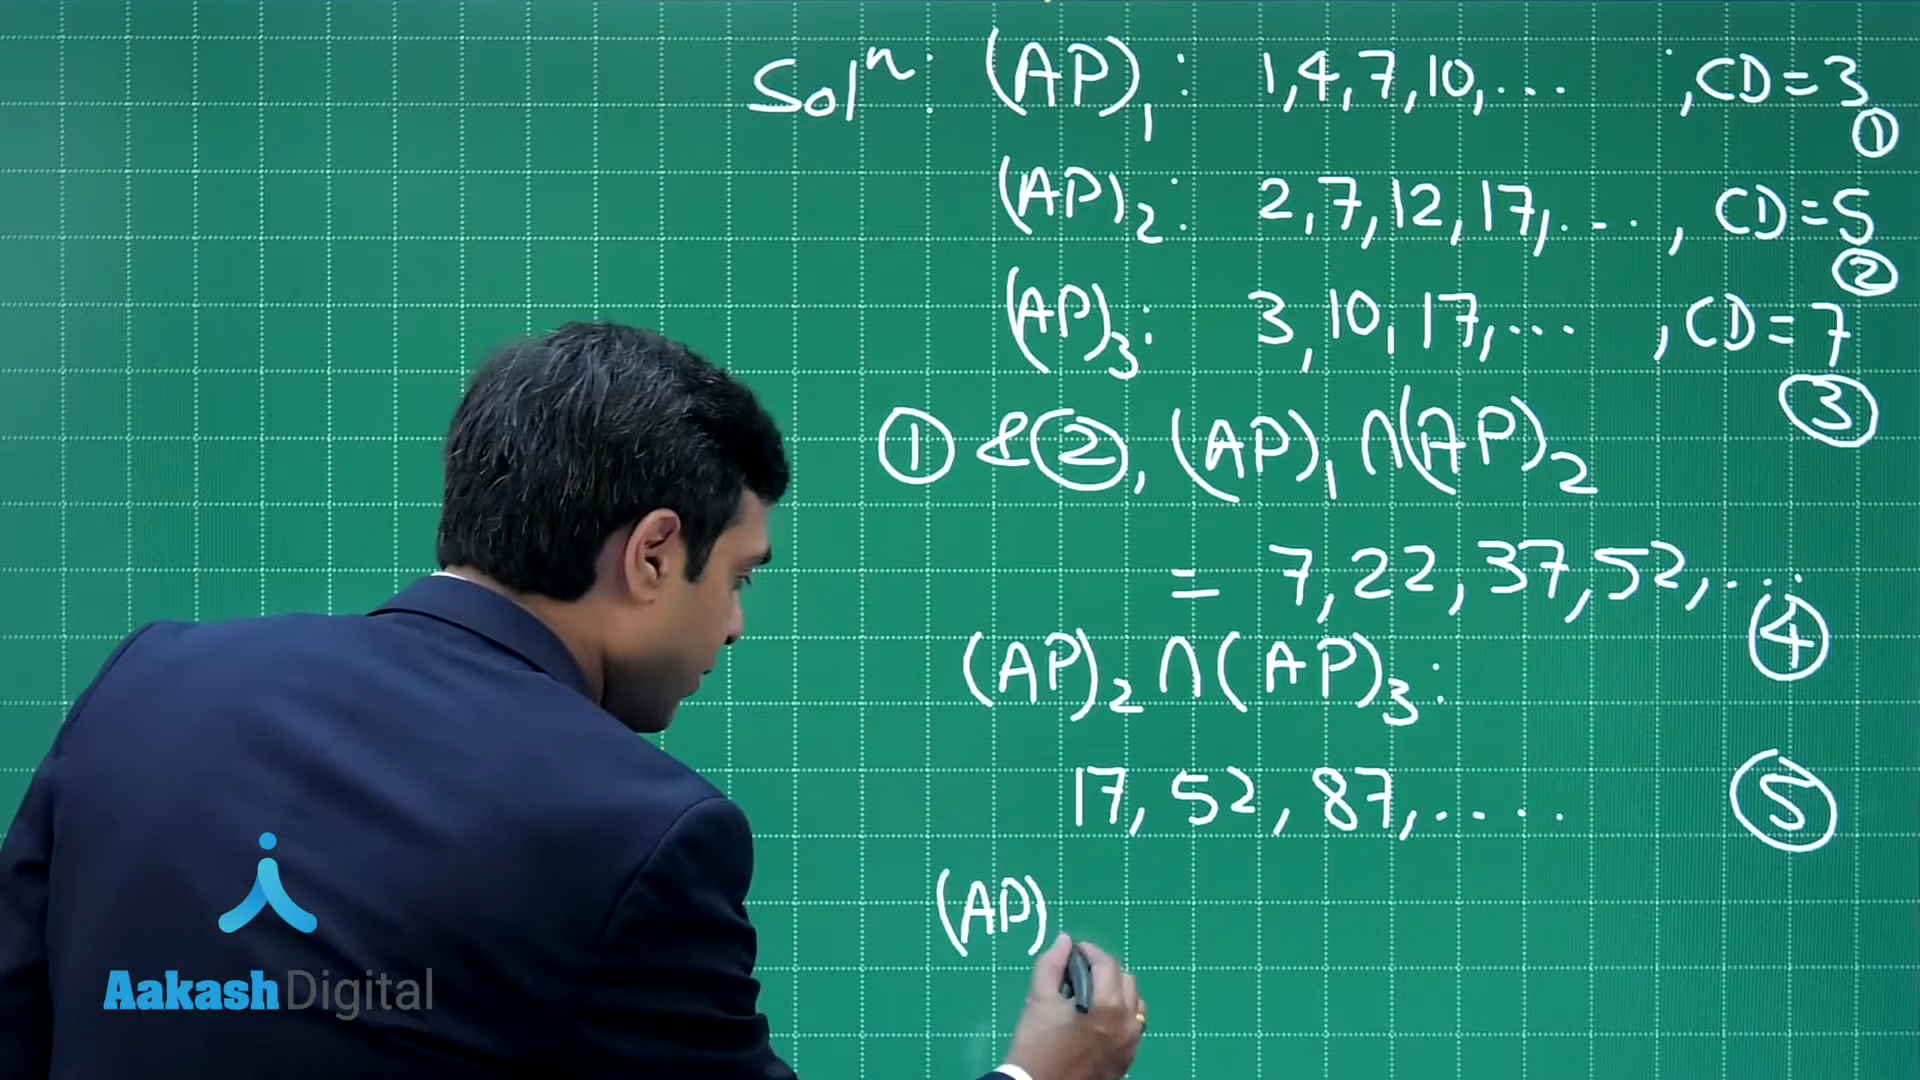 Solⁿ: (AP)₁: 1,4,7,10,... ; CD=3 ①
(AP)₂: 2,7,12,17,...., CD=5 ②
(AP)₃: 3,10,17,... , CD=7 ③
① & ②, (AP)₁ ∩ (AP)₂
= 7,22,37,52,... ④
(AP)₂ ∩ (AP)₃:
17, 52, 87,..... ⑤
(AP)
Aakash Digital